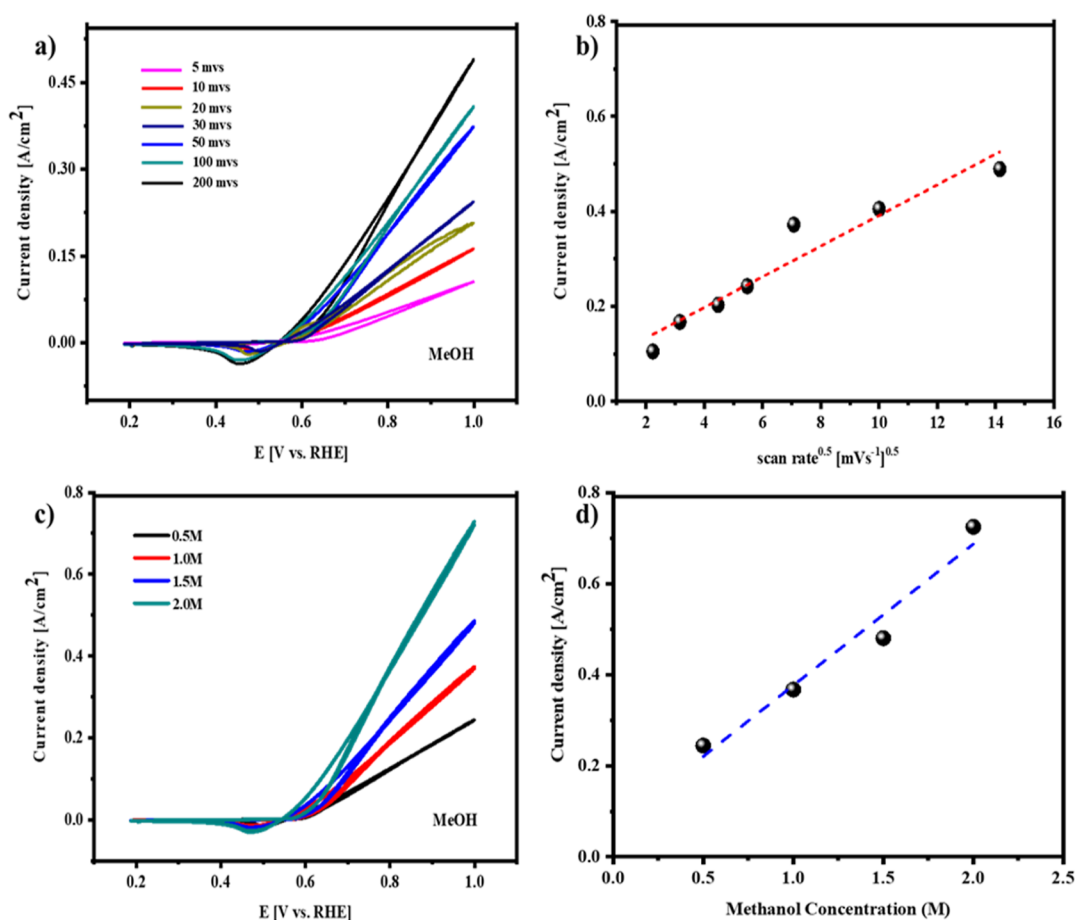 a)
Current density [A/cm²]
0.45
0.30
0.15
0.00
5 mvs
10 mvs
20 mvs
30 mvs
50 mvs
100 mvs
200 mvs
MeOH
0.2 0.4 0.6 0.8 1.0
E [V vs. RHE]
b)
Current density [A/cm²]
0.8
0.6
0.4
0.2
0.0
2 4 6 8 10 12 14 16
scan rate⁰·⁵ [mVs⁻¹]⁰·⁵
c)
Current density [A/cm²]
0.8
0.6
0.4
0.2
0.0
0.5M
1.0M
1.5M
2.0M
MeOH
0.2 0.4 0.6 0.8 1.0
E [V vs. RHE]
d)
Current density [A/cm²]
0.8
0.6
0.4
0.2
0.0
0.0 0.5 1.0 1.5 2.0 2.5
Methanol Concentration (M)